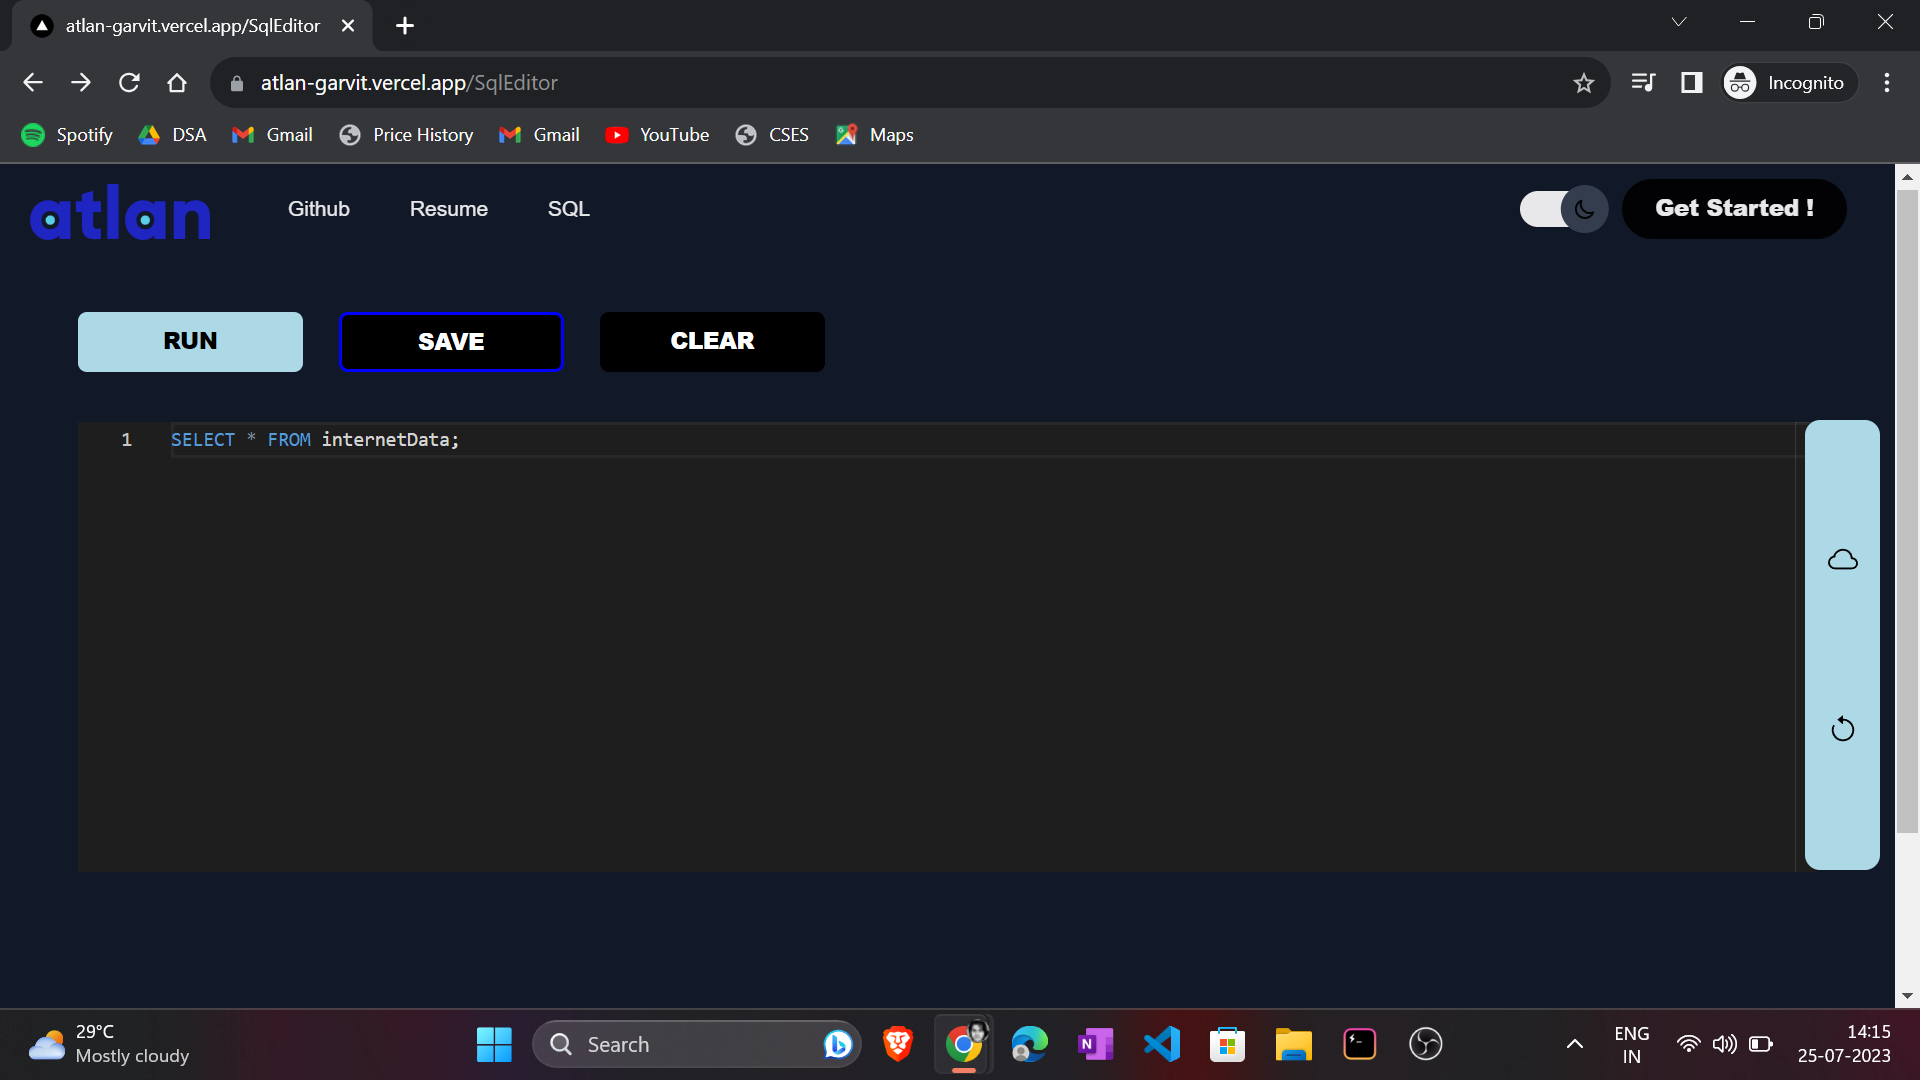 atlan-garvit.vercel.app/SqlEditor
atlan-garvit.vercel.app/SqlEditor
Incognito
Spotify DSA Gmail Price History Gmail YouTube CSES Maps
atlan Github Resume SQL Get Started !
RUN SAVE CLEAR
1 SELECT * FROM internetData;
29°C
Mostly cloudy
Search
ENG
IN
14:15
25-07-2023